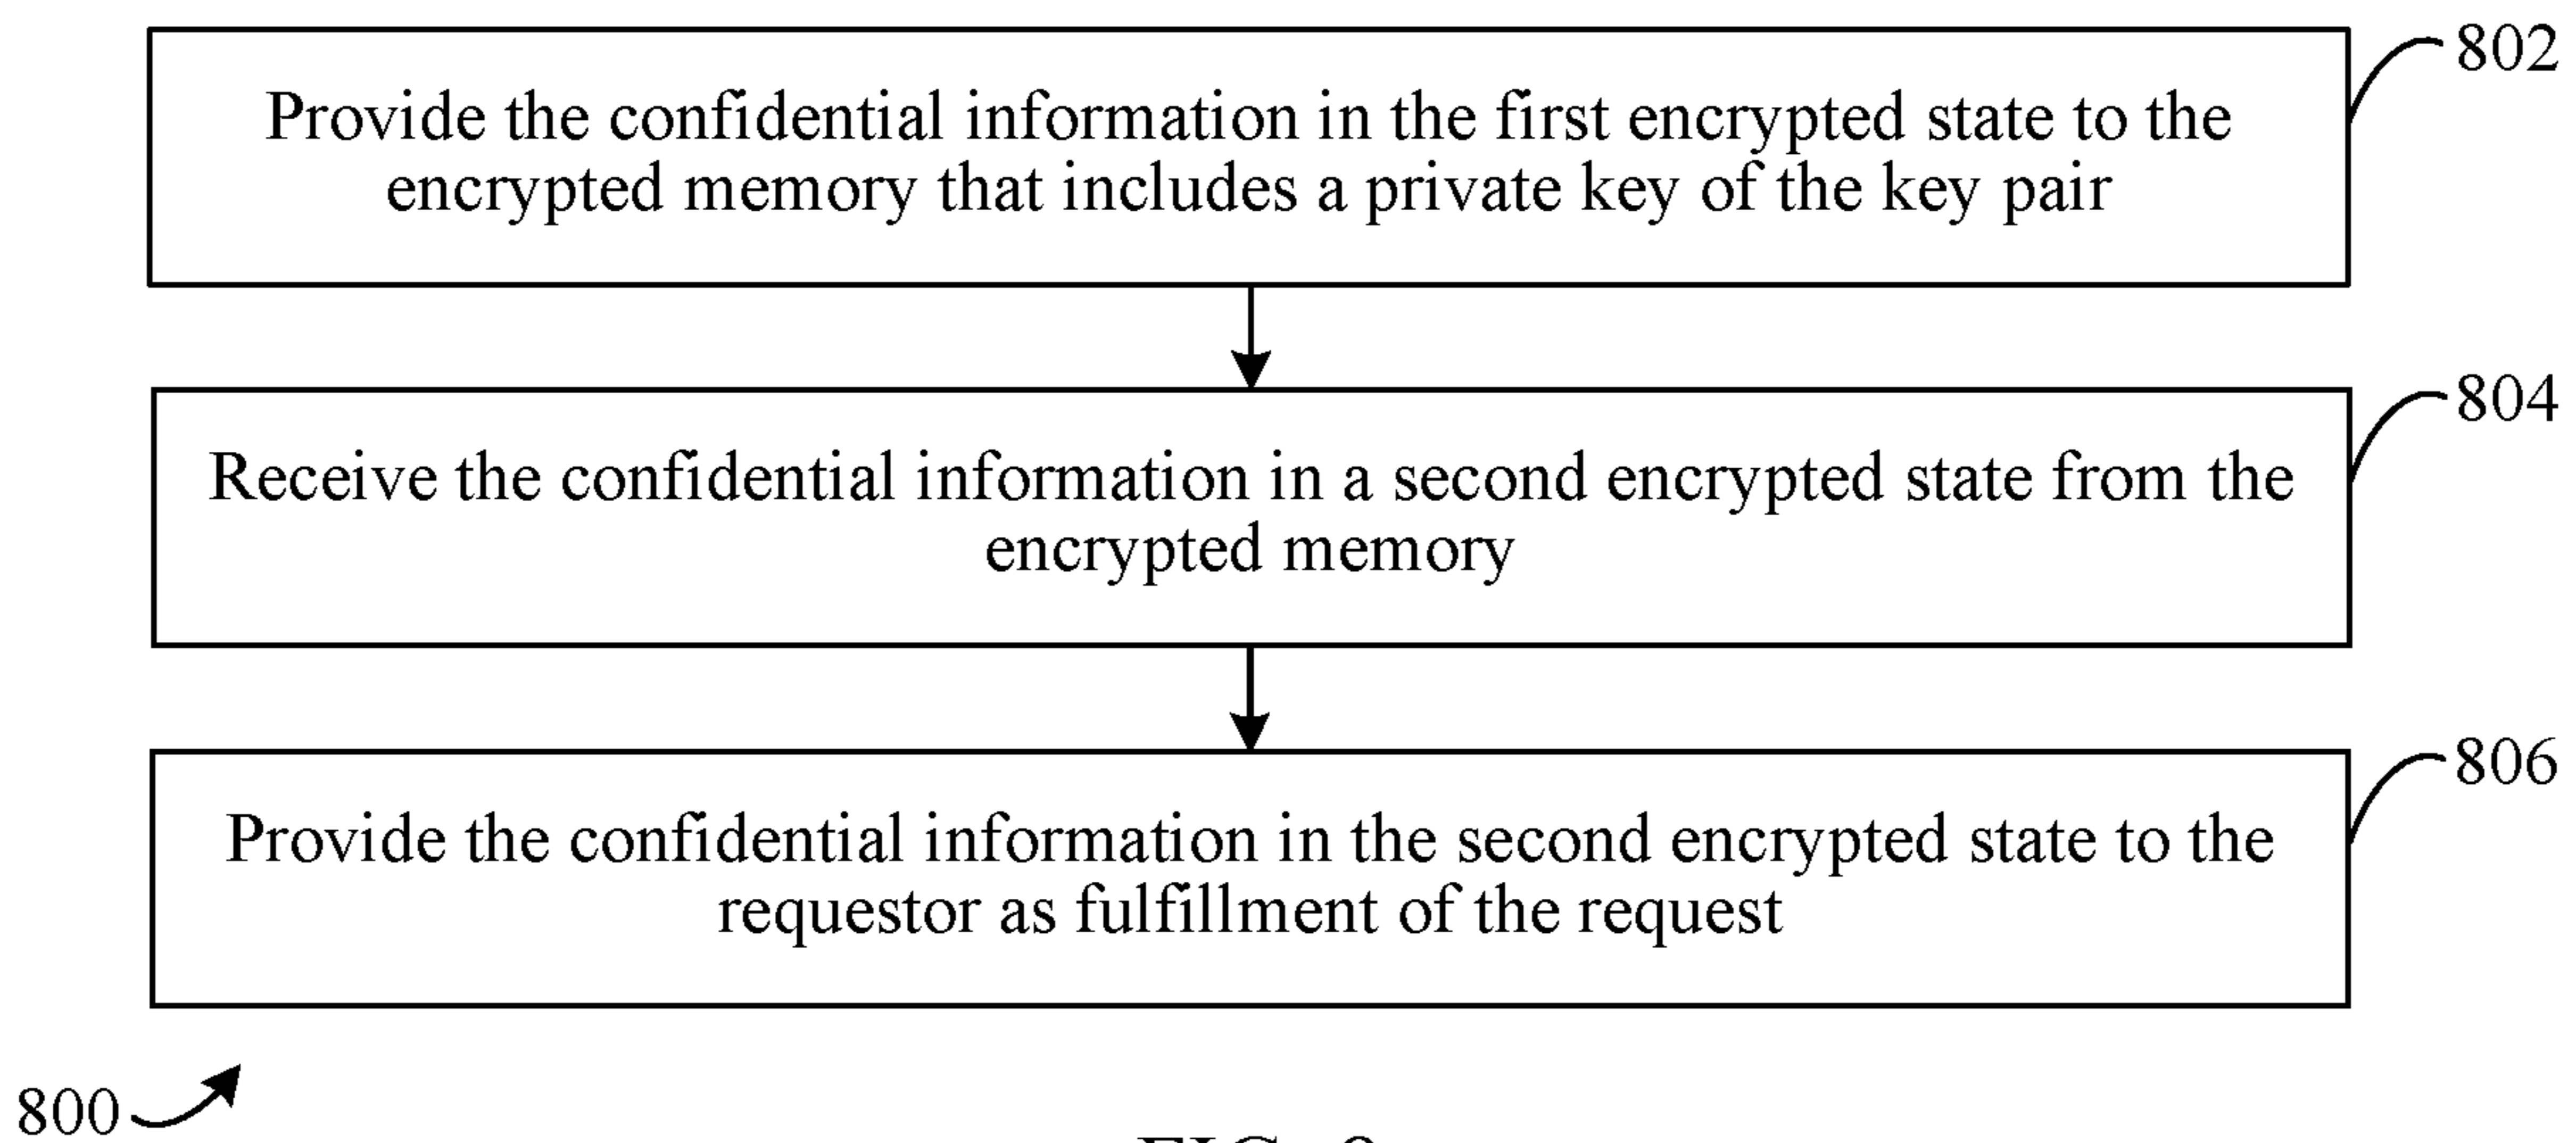 802
Provide the confidential information in the first encrypted state to the
encrypted memory that includes a private key of the key pair
804
Receive the confidential information in a second encrypted state from the
encrypted memory
806
Provide the confidential information in the second encrypted state to the
requestor as fulfillment of the request
800